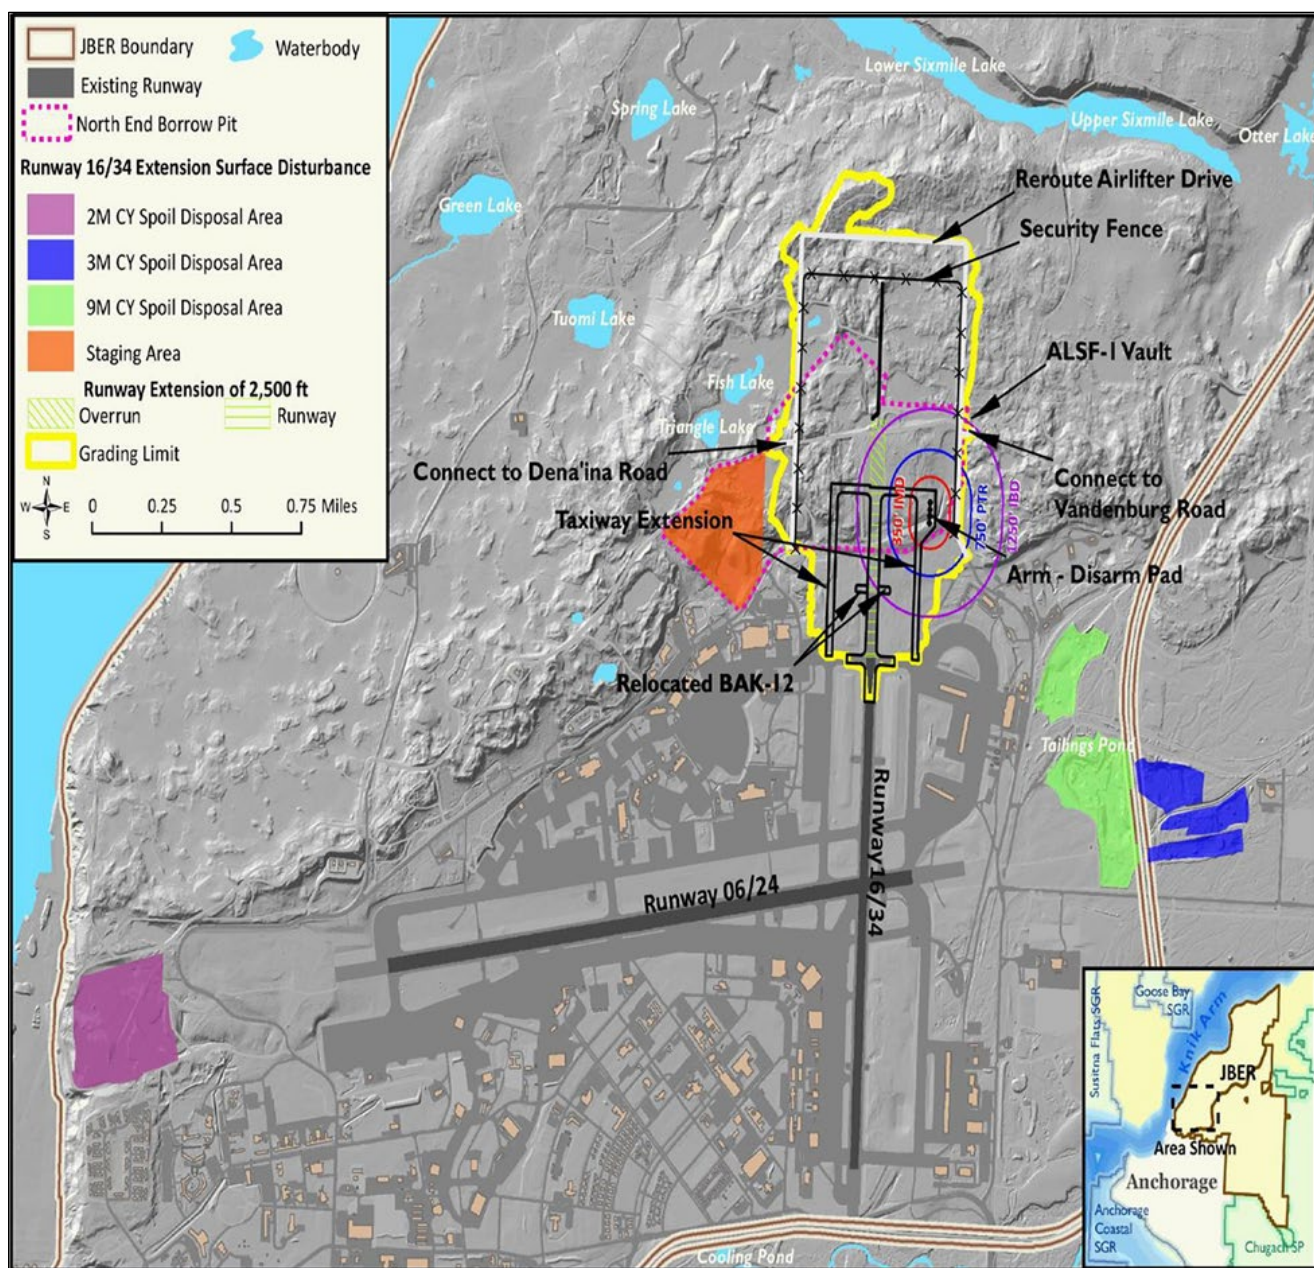 JBER Boundary
Waterbody
Existing Runway
North End Borrow Pit
Runway 16/34 Extension Surface Disturbance
2M CY Spoil Disposal Area
3M CY Spoil Disposal Area
9M CY Spoil Disposal Area
Staging Area
Runway Extension of 2,500 ft
Overrun
Runway
Grading Limit
N
W
E
S
0 0.25 0.5 0.75 Miles
Lower Sixmile Lake
Spring Lake
Upper Sixmile Lake
Otter Lake
Reroute Airlifter Drive
Green Lake
Security Fence
Tuomi Lake
ALSF-I Vault
Fish Lake
Triangle Lake
Connect to Dena'ina Road
Connect to
Vandenburg Road
Taxiway Extension
350' IMD
750' PTR
1250' IBD
Arm - Disarm Pad
Relocated BAK-12
Tailings Pond
Runway16/34
Runway 06/24
Cooling Pond
Susitna Flats SGR
Goose Bay
SGR
Knik Arm
JBER
Area Shown
Anchorage
Anchorage
Coastal
SGR
Chugach SP